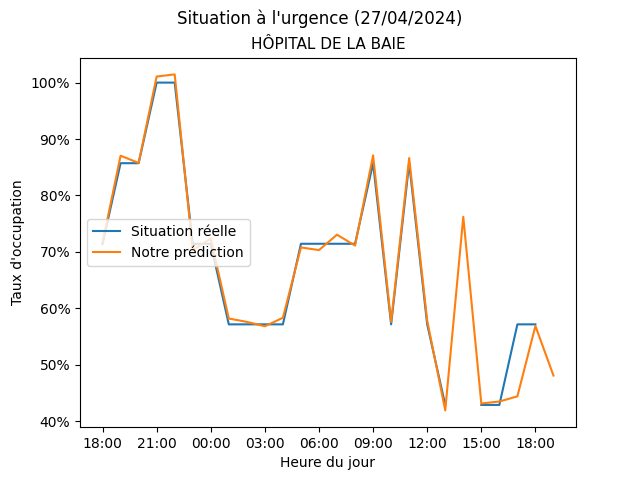 Situation à l'urgence (27/04/2024)
HÔPITAL DE LA BAIE
100%
90%
80%
70%
60%
50%
40%
Taux d'occupation
Situation réelle
Notre prédiction
18:00 21:00 00:00 03:00 06:00 09:00 12:00 15:00 18:00
Heure du jour